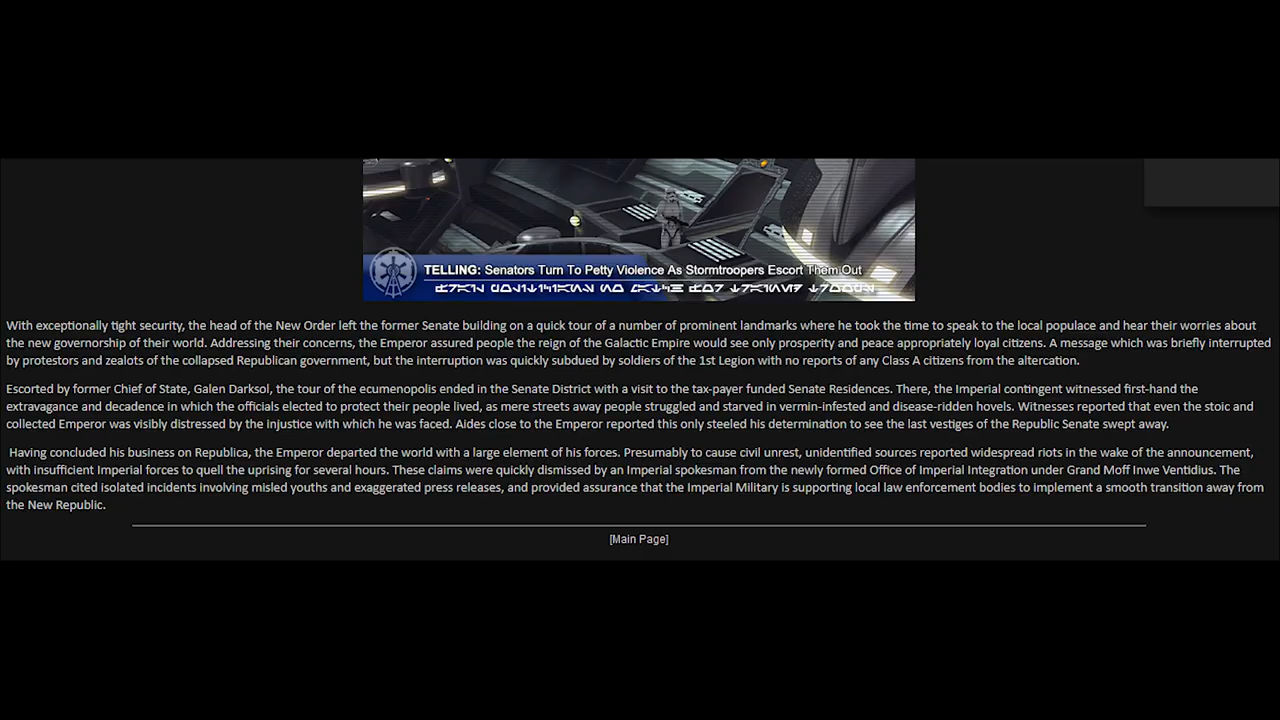 TELLING: Senators Turn To Petty Violence As Stormtroopers Escort Them Out
With exceptionally tight security, the head of the New Order left the former Senate building on a quick tour of a number of prominent landmarks where he took the time to speak to the local populace and hear their worries about
the new governorship of their world. Addressing their concerns, the Emperor assured people the reign of the Galactic Empire would see only prosperity and peace appropriately loyal citizens. A message which was briefly interrupted
by protestors and zealots of the collapsed Republican government, but the interruption was quickly subdued by soldiers of the 1st Legion with no reports of any Class A citizens from the altercation.
Escorted by former Chief of State, Galen Darksol, the tour of the ecumenopolis ended in the Senate District with a visit to the tax-payer funded Senate Residences. There, the Imperial contingent witnessed first-hand the
extravagance and decadence in which the officials elected to protect their people lived, as mere streets away people struggled and starved in vermin-infested and disease-ridden hovels. Witnesses reported that even the stoic and
collected Emperor was visibly distressed by the injustice with which he was faced. Aides close to the Emperor reported this only steeled his determination to see the last vestiges of the Republic Senate swept away.
Having concluded his business on Republica, the Emperor departed the world with a large element of his forces. Presumably to cause civil unrest, unidentified sources reported widespread riots in the wake of the announcement,
with insufficient Imperial forces to quell the uprising for several hours. These claims were quickly dismissed by an Imperial spokesman from the newly formed Office of Imperial Integration under Grand Moff Inwe Ventidius. The
spokesman cited isolated incidents involving misled youths and exaggerated press releases, and provided assurance that the Imperial Military is supporting local law enforcement bodies to implement a smooth transition away from
the New Republic.
[Main Page]